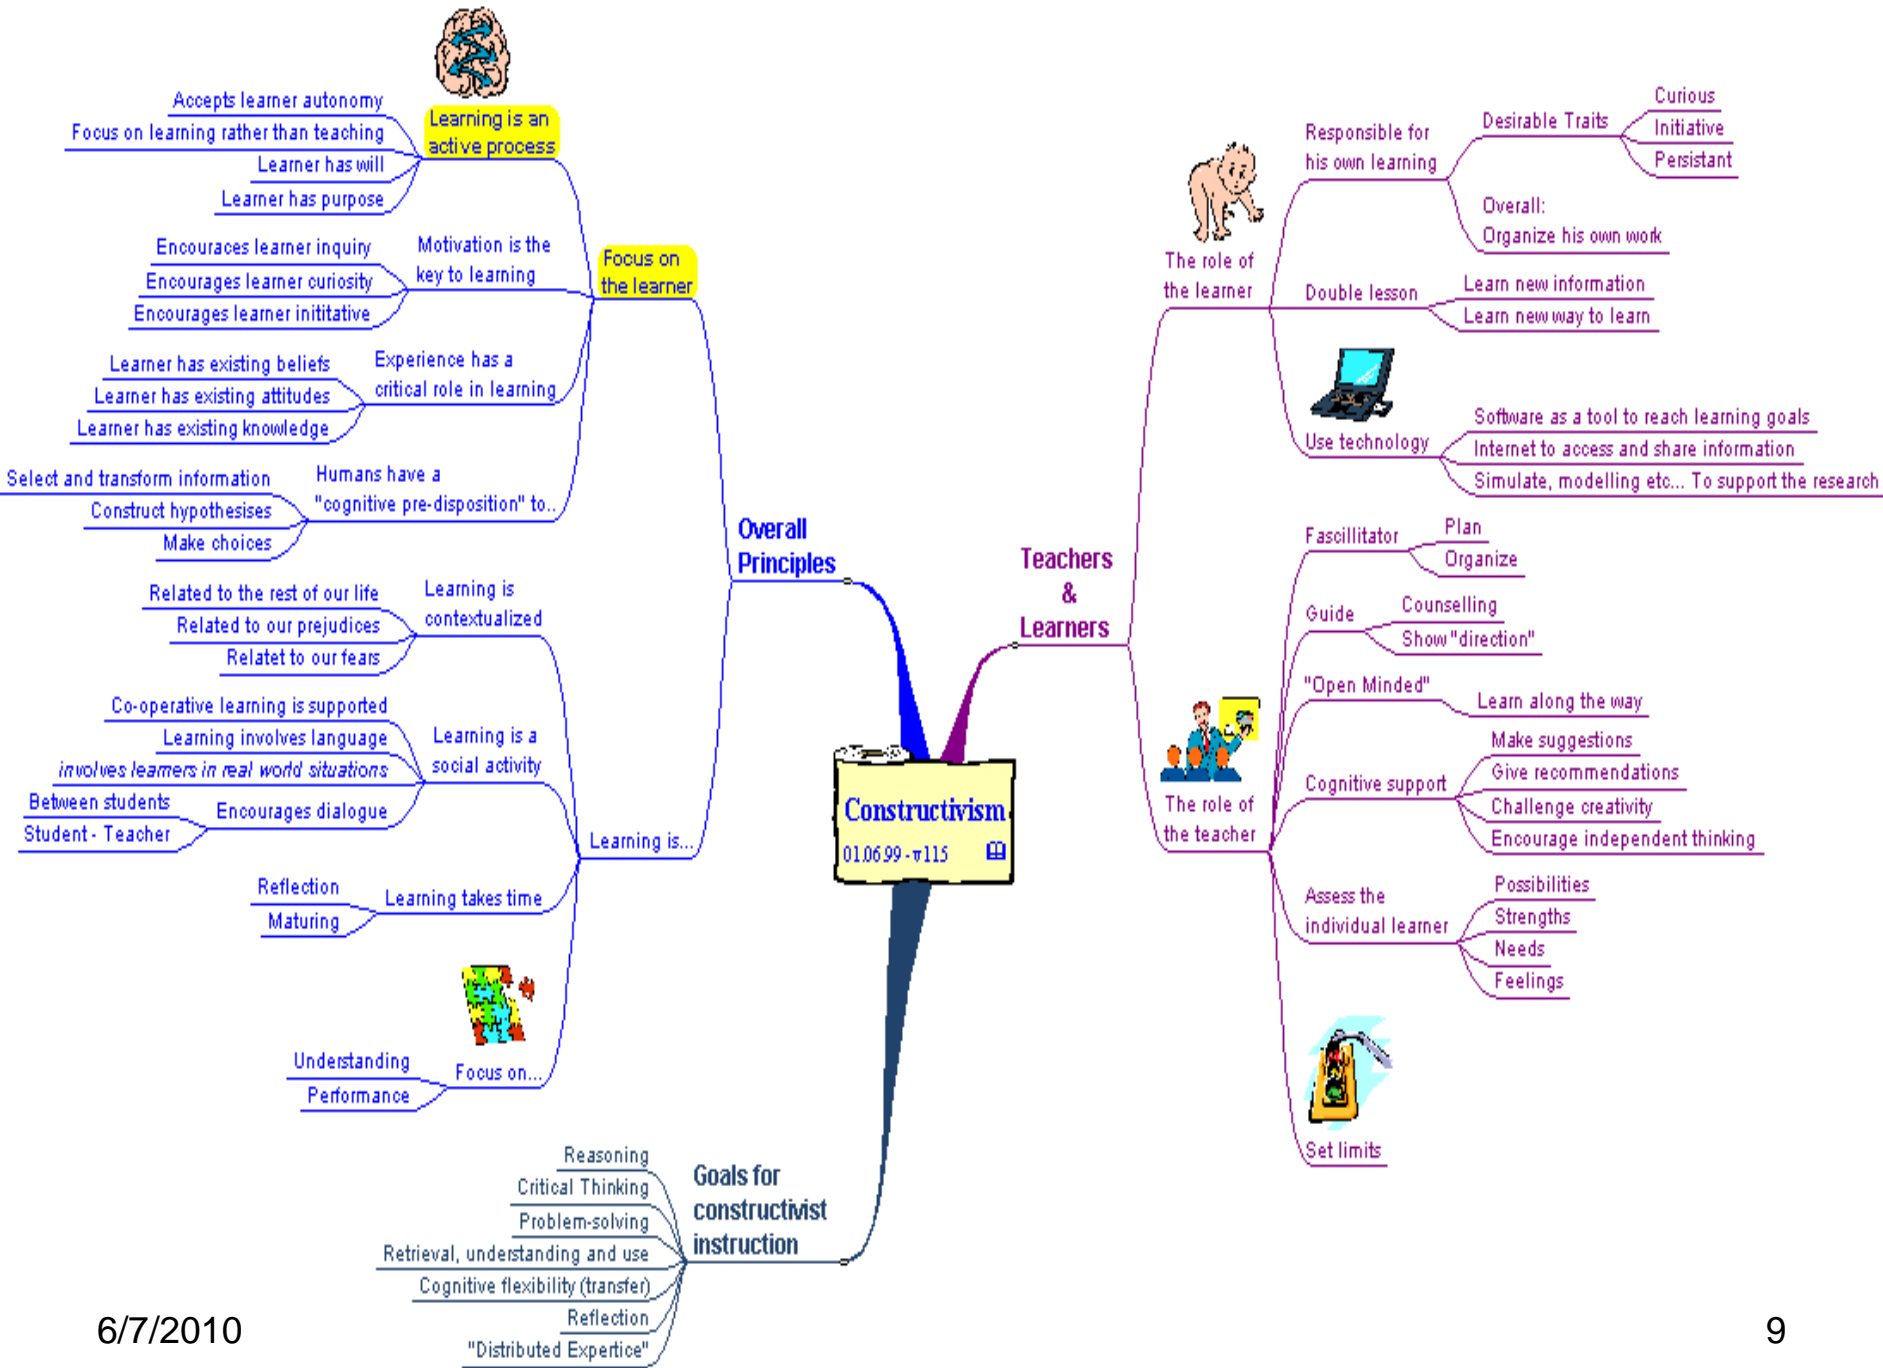 Accepts learner autonomy
Focus on learning rather than teaching
Learner has will
Learner has purpose
Learning is an
active process
Encouraces learner inquiry
Encourages learner curiosity
Encourages learner inititative
Motivation is the
key to learning
Focus on
the learner
Learner has existing beliefs
Learner has existing attitudes
Learner has existing knowledge
Experience has a
critical role in learning
Select and transform information
Construct hypothesises
Make choices
Humans have a
"cognitive pre-disposition" to..
Overall
Principles
Related to the rest of our life
Related to our prejudices
Relatet to our fears
Learning is
contextualized
Co-operative learning is supported
Learning involves language
involves learners in real world situations
Between students
Student - Teacher
Encourages dialogue
Learning is a
social activity
Learning is...
Reflection
Maturing
Learning takes time
Understanding
Performance
Focus on...
Reasoning
Critical Thinking
Problem-solving
Retrieval, understanding and use
Cognitive flexibility (transfer)
Reflection
"Distributed Expertice"
Goals for
constructivist
instruction
Constructivism
01.06.99 - v115
Teachers
&
Learners
The role of
the learner
Responsible for
his own learning
Desirable Traits
Curious
Initiative
Persistant
Overall:
Organize his own work
Double lesson
Learn new information
Learn new way to learn
Use technology
Software as a tool to reach learning goals
Internet to access and share information
Simulate, modelling etc... To support the research
The role of
the teacher
Fascillitator
Plan
Organize
Guide
Counselling
Show "direction"
"Open Minded"
Learn along the way
Cognitive support
Make suggestions
Give recommendations
Challenge creativity
Encourage independent thinking
Assess the
individual learner
Possibilities
Strengths
Needs
Feelings
Set limits
6/7/2010
9